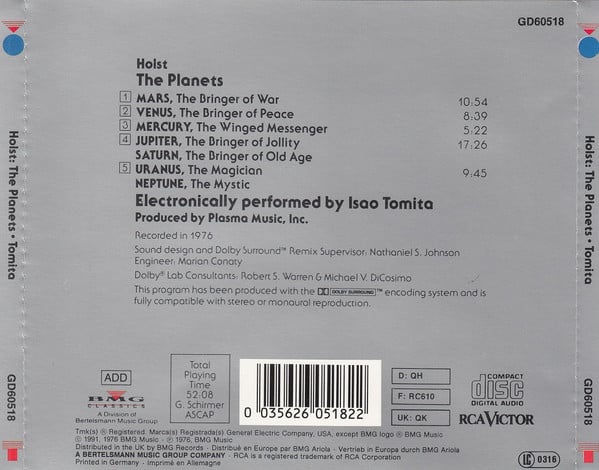 GD60518
Holst
The Planets
1 MARS, The Bringer of War 10:54
2 VENUS, The Bringer of Peace 8:39
3 MERCURY, The Winged Messenger 5:22
4 JUPITER, The Bringer of Jollity 17:26
SATURN, The Bringer of Old Age
5 URANUS, The Magician 9:45
NEPTUNE, The Mystic
Electronically performed by Isao Tomita
Produced by Plasma Music, Inc.
Recorded in 1976
Sound design and Dolby Surround™ Remix Supervisor: Nathaniel S. Johnson
Engineer: Marian Conaty
Dolby® Lab Consultants: Robert S. Warren & Michael V. DiCosimo
This program has been produced with the DOLBY SURROUND ™ encoding system and is
fully compatible with stereo or monaural reproduction.
ADD
BMG
CLASSICS
A Division of
Bertelsmann Music Group
Total
Playing
Time
52:08
G. Schirmer
ASCAP
0 035626 051822
D: QH
F: RC610
UK: QK
COMPACT
disc
DIGITAL AUDIO
RCA VICTOR
Tmk(s) ® Registered. Marca(s) Registrada(s) General Electric Company, USA, except BMG logo ® BMG Music
© 1991, 1976 BMG Music • ℗ 1976, BMG Music
Distributed in the UK by BMG Records • Distribué en Europe par BMG Ariola • Vertrieb in Europa durch BMG Ariola
A BERTELSMANN MUSIC GROUP COMPANY • RCA is a registered trademark of RCA Corporation
Printed in Germany • Imprimé en Allemagne
LC 0316
Holst: The Planets • Tomita
GD60518
Holst: The Planets • Tomita
GD60518